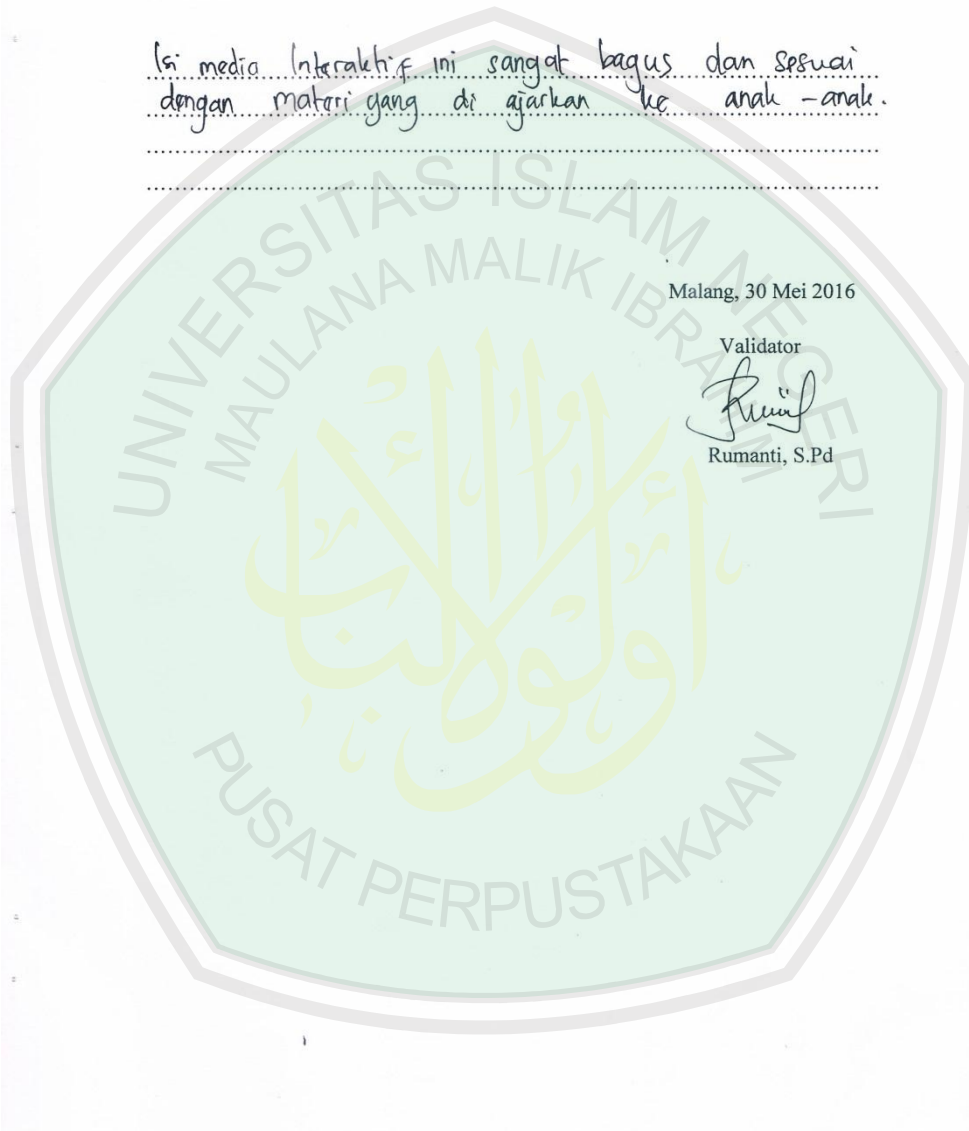 Isi media Interaktif ini sangat bagus dan sesuai
dengan materi yang di ajarkan ke anak - anak.
UNIVERSITAS ISLAM NEGERI
MAULANA MALIK IBRAHIM
Malang, 30 Mei 2016
Validator
Rumanti, S.Pd
PUSAT PERPUSTAKAAN